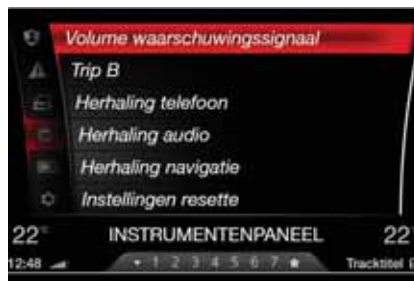 Volume waarschuwingssignaal
Trip B
Herhaling telefoon
Herhaling audio
Herhaling navigatie
Instellingen resette
22° INSTRUMENTENPANEEL 22
12:48 1 2 3 4 5 6 7 Tracktitel